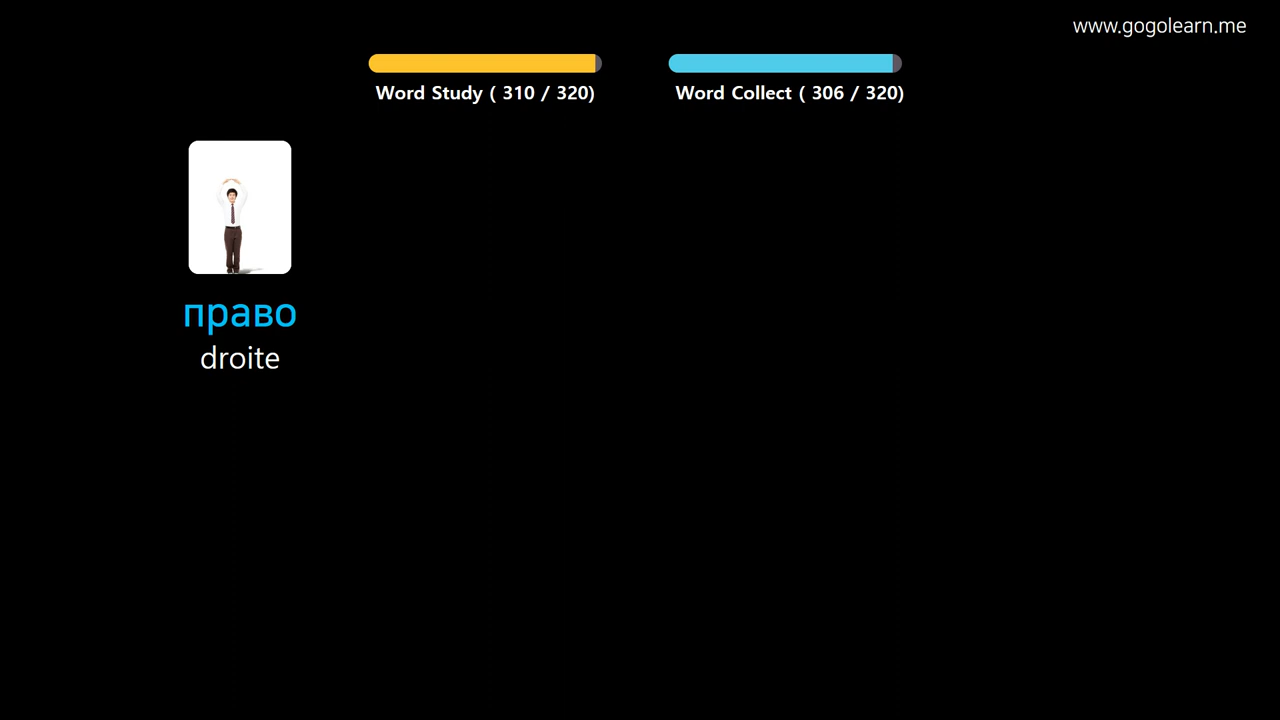 www.gogolearn.me
Word Study ( 310 / 320)
Word Collect ( 306 / 320)
право
droite